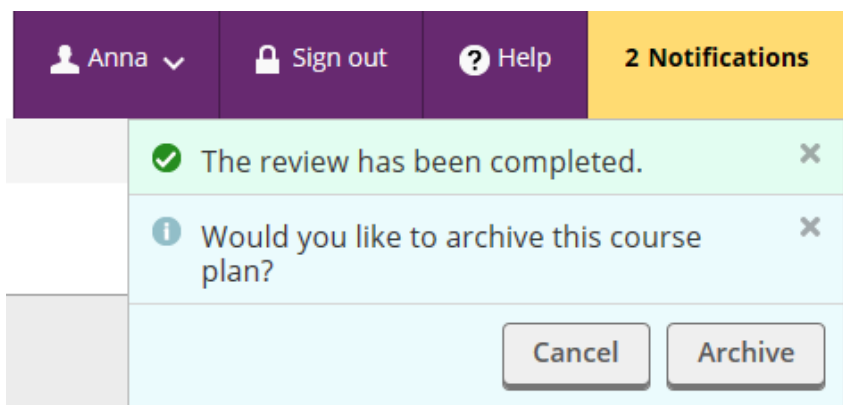 Anna
Sign out
Help
2 Notifications
The review has been completed.
Would you like to archive this course
plan?
Cancel
Archive